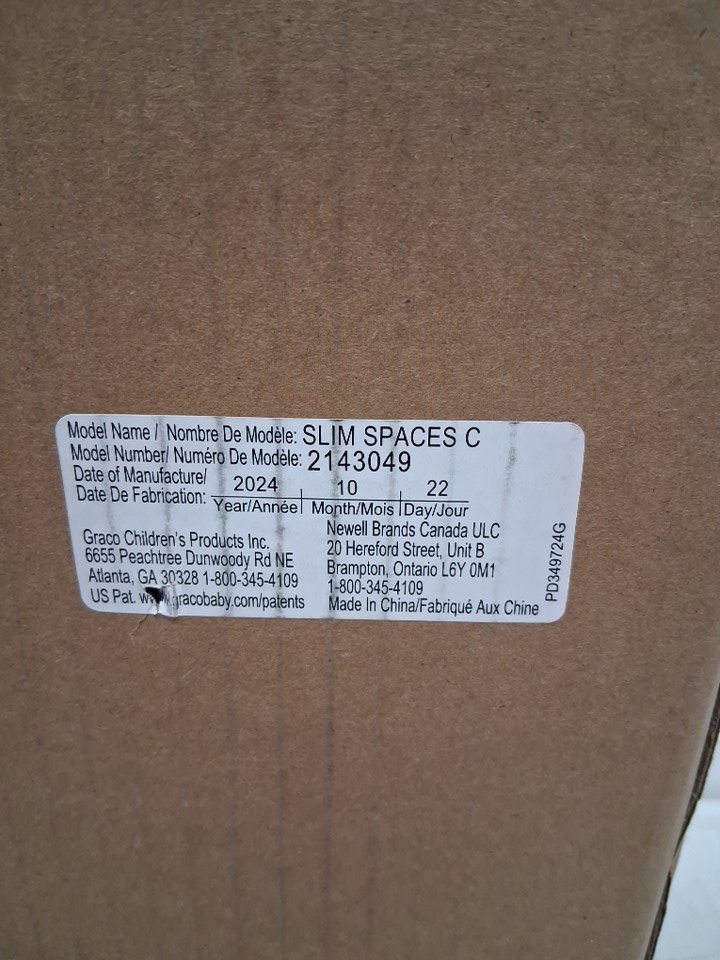 Model Name / Nombre De Modèle: SLIM SPACES C
Model Number/ Numéro De Modèle: 2143049
Date of Manufacture/
Date De Fabrication: 2024 10 22
Year/Année Month/Mois Day/Jour
Graco Children's Products Inc.
6655 Peachtree Dunwoody Rd NE
Atlanta, GA 30328 1-800-345-4109
US Pat. www.gracobaby.com/patents
Newell Brands Canada ULC
20 Hereford Street, Unit B
Brampton, Ontario L6Y 0M1
1-800-345-4109
Made In China/Fabriqué Aux Chine
PD349724G